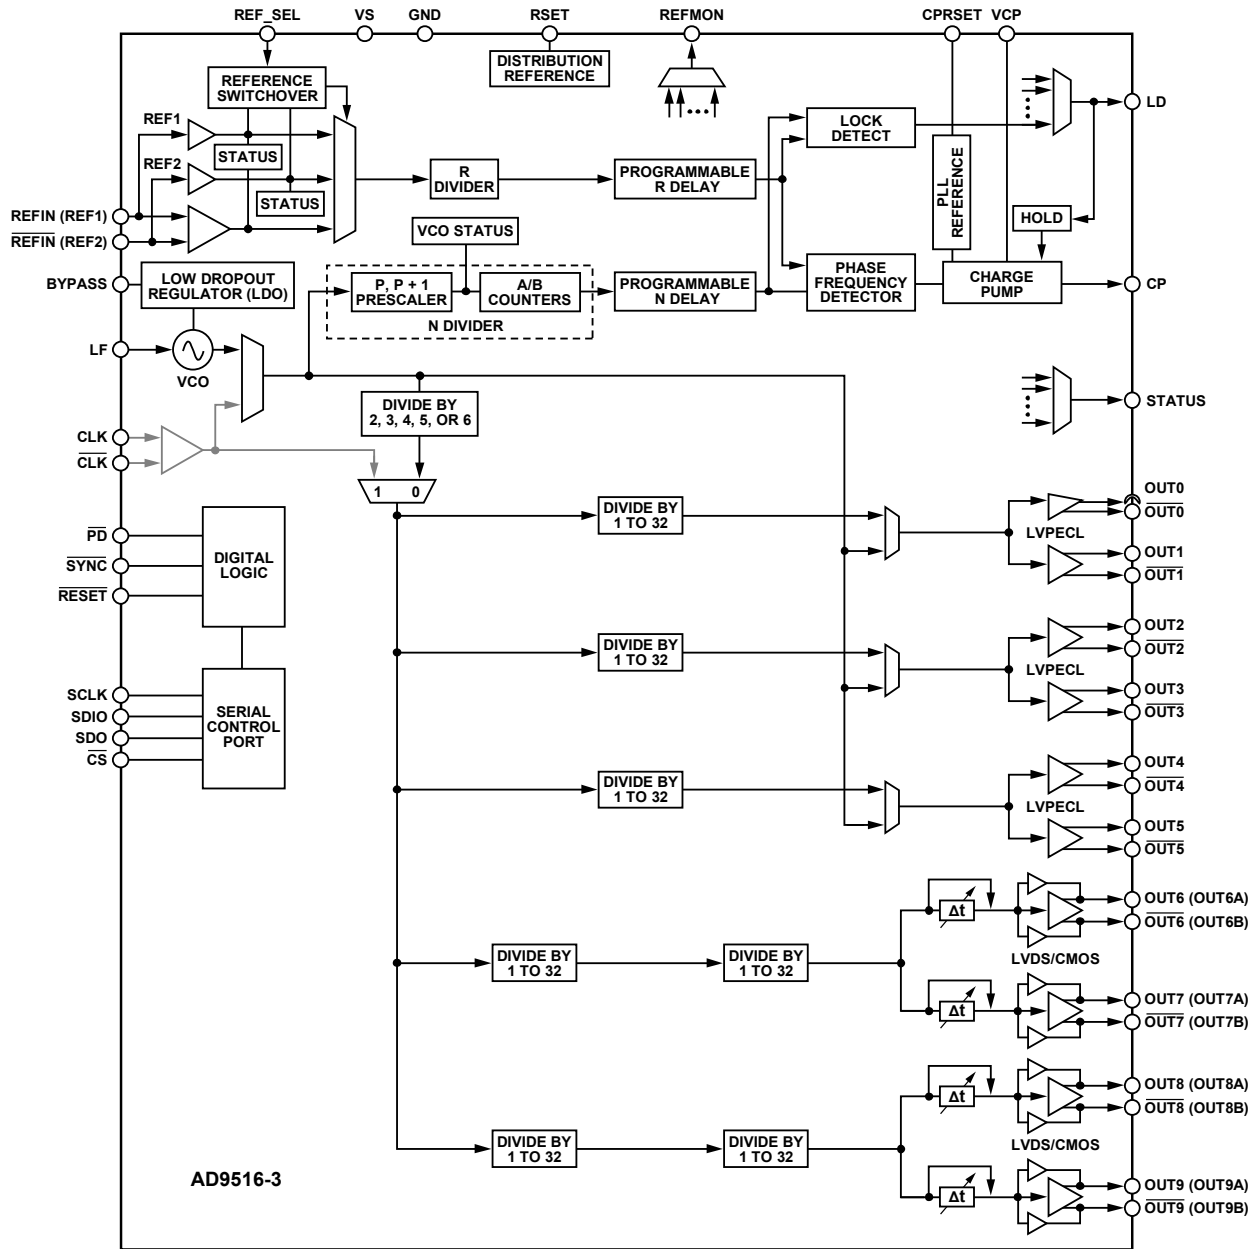 REF_SEL VS GND RSET REFMON CPRSET VCP
DISTRIBUTION
REFERENCE
REFERENCE
SWITCHOVER
LD
REF1
LOCK
DETECT
STATUS
REF2
R
DIVIDER
PROGRAMMABLE
R DELAY
PLL
REFERENCE
STATUS
REFIN (REF1)
REFIN (REF2)
HOLD
VCO STATUS
BYPASS
LOW DROPOUT
REGULATOR (LDO)
P, P + 1
PRESCALER
A/B
COUNTERS
PROGRAMMABLE
N DELAY
PHASE
FREQUENCY
DETECTOR
CHARGE
PUMP
CP
N DIVIDER
LF
VCO
STATUS
DIVIDE BY
2, 3, 4, 5, OR 6
CLK
CLK
1 0
OUT0
OUT0
DIVIDE BY
1 TO 32
LVPECL
PD
SYNC
RESET
DIGITAL
LOGIC
OUT1
OUT1
OUT2
OUT2
DIVIDE BY
1 TO 32
LVPECL
SCLK
SDIO
SDO
CS
SERIAL
CONTROL
PORT
OUT3
OUT3
OUT4
OUT4
DIVIDE BY
1 TO 32
LVPECL
OUT5
OUT5
Δt
OUT6 (OUT6A)
OUT6 (OUT6B)
DIVIDE BY
1 TO 32
DIVIDE BY
1 TO 32
LVDS/CMOS
Δt
OUT7 (OUT7A)
OUT7 (OUT7B)
Δt
OUT8 (OUT8A)
OUT8 (OUT8B)
DIVIDE BY
1 TO 32
DIVIDE BY
1 TO 32
LVDS/CMOS
AD9516-3
Δt
OUT9 (OUT9A)
OUT9 (OUT9B)